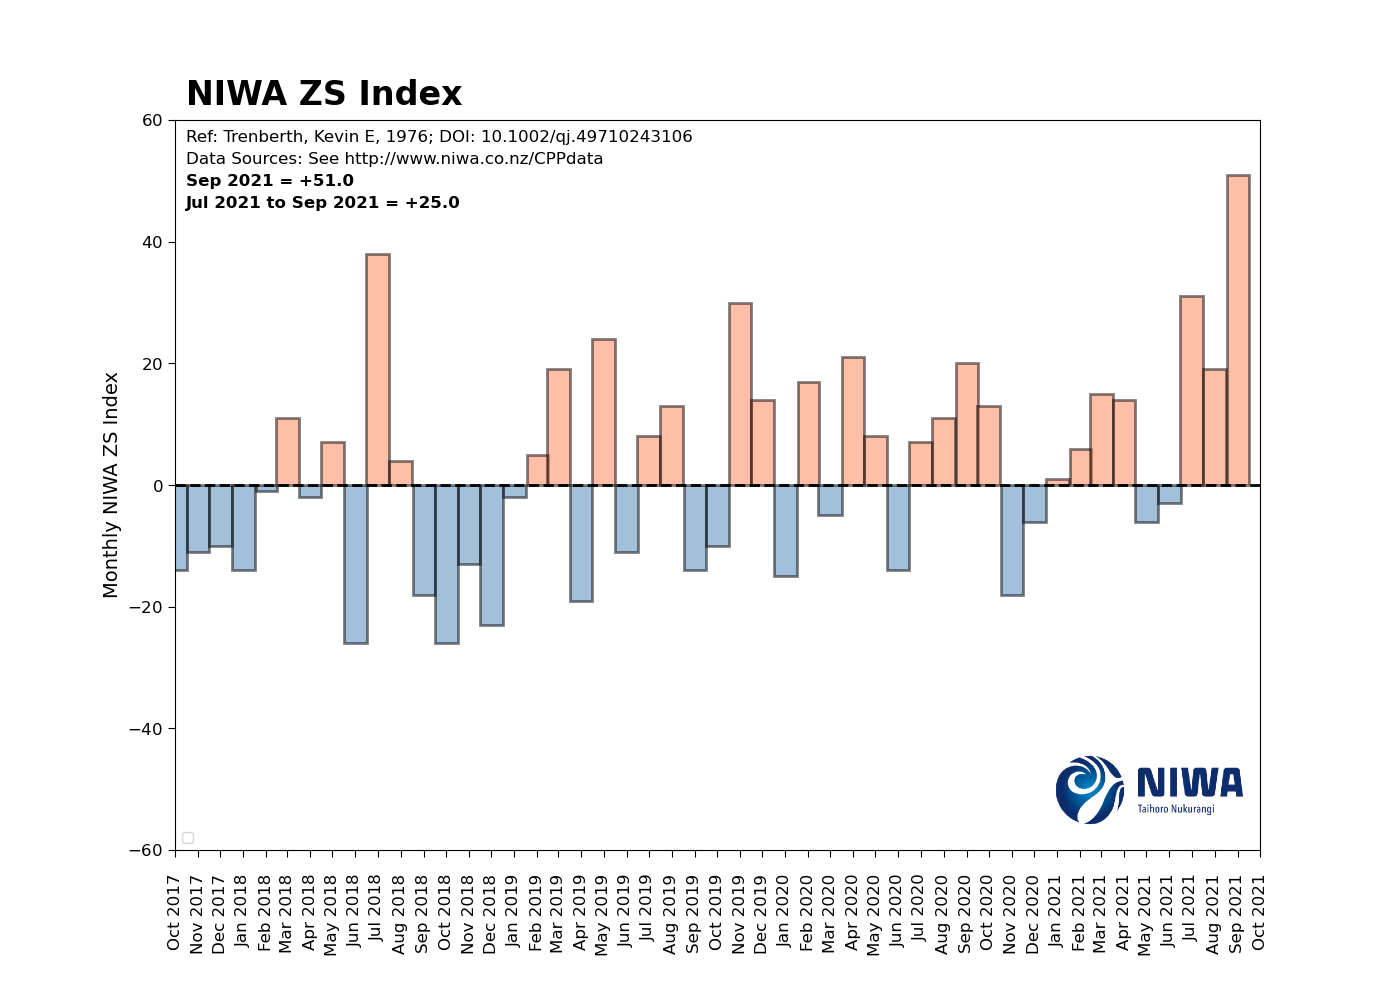 NIWA ZS Index
Ref: Trenberth, Kevin E, 1976; DOI: 10.1002/qj.49710243106
Data Sources: See http://www.niwa.co.nz/CPPdata
Sep 2021 = +51.0
Jul 2021 to Sep 2021 = +25.0
Monthly NIWA ZS Index
60
40
20
0
−20
−40
−60
NIWA
Taihoro Nukurangi
Oct 2017
Nov 2017
Dec 2017
Jan 2018
Feb 2018
Mar 2018
Apr 2018
May 2018
Jun 2018
Jul 2018
Aug 2018
Sep 2018
Oct 2018
Nov 2018
Dec 2018
Jan 2019
Feb 2019
Mar 2019
Apr 2019
May 2019
Jun 2019
Jul 2019
Aug 2019
Sep 2019
Oct 2019
Nov 2019
Dec 2019
Jan 2020
Feb 2020
Mar 2020
Apr 2020
May 2020
Jun 2020
Jul 2020
Aug 2020
Sep 2020
Oct 2020
Nov 2020
Dec 2020
Jan 2021
Feb 2021
Mar 2021
Apr 2021
May 2021
Jun 2021
Jul 2021
Aug 2021
Sep 2021
Oct 2021